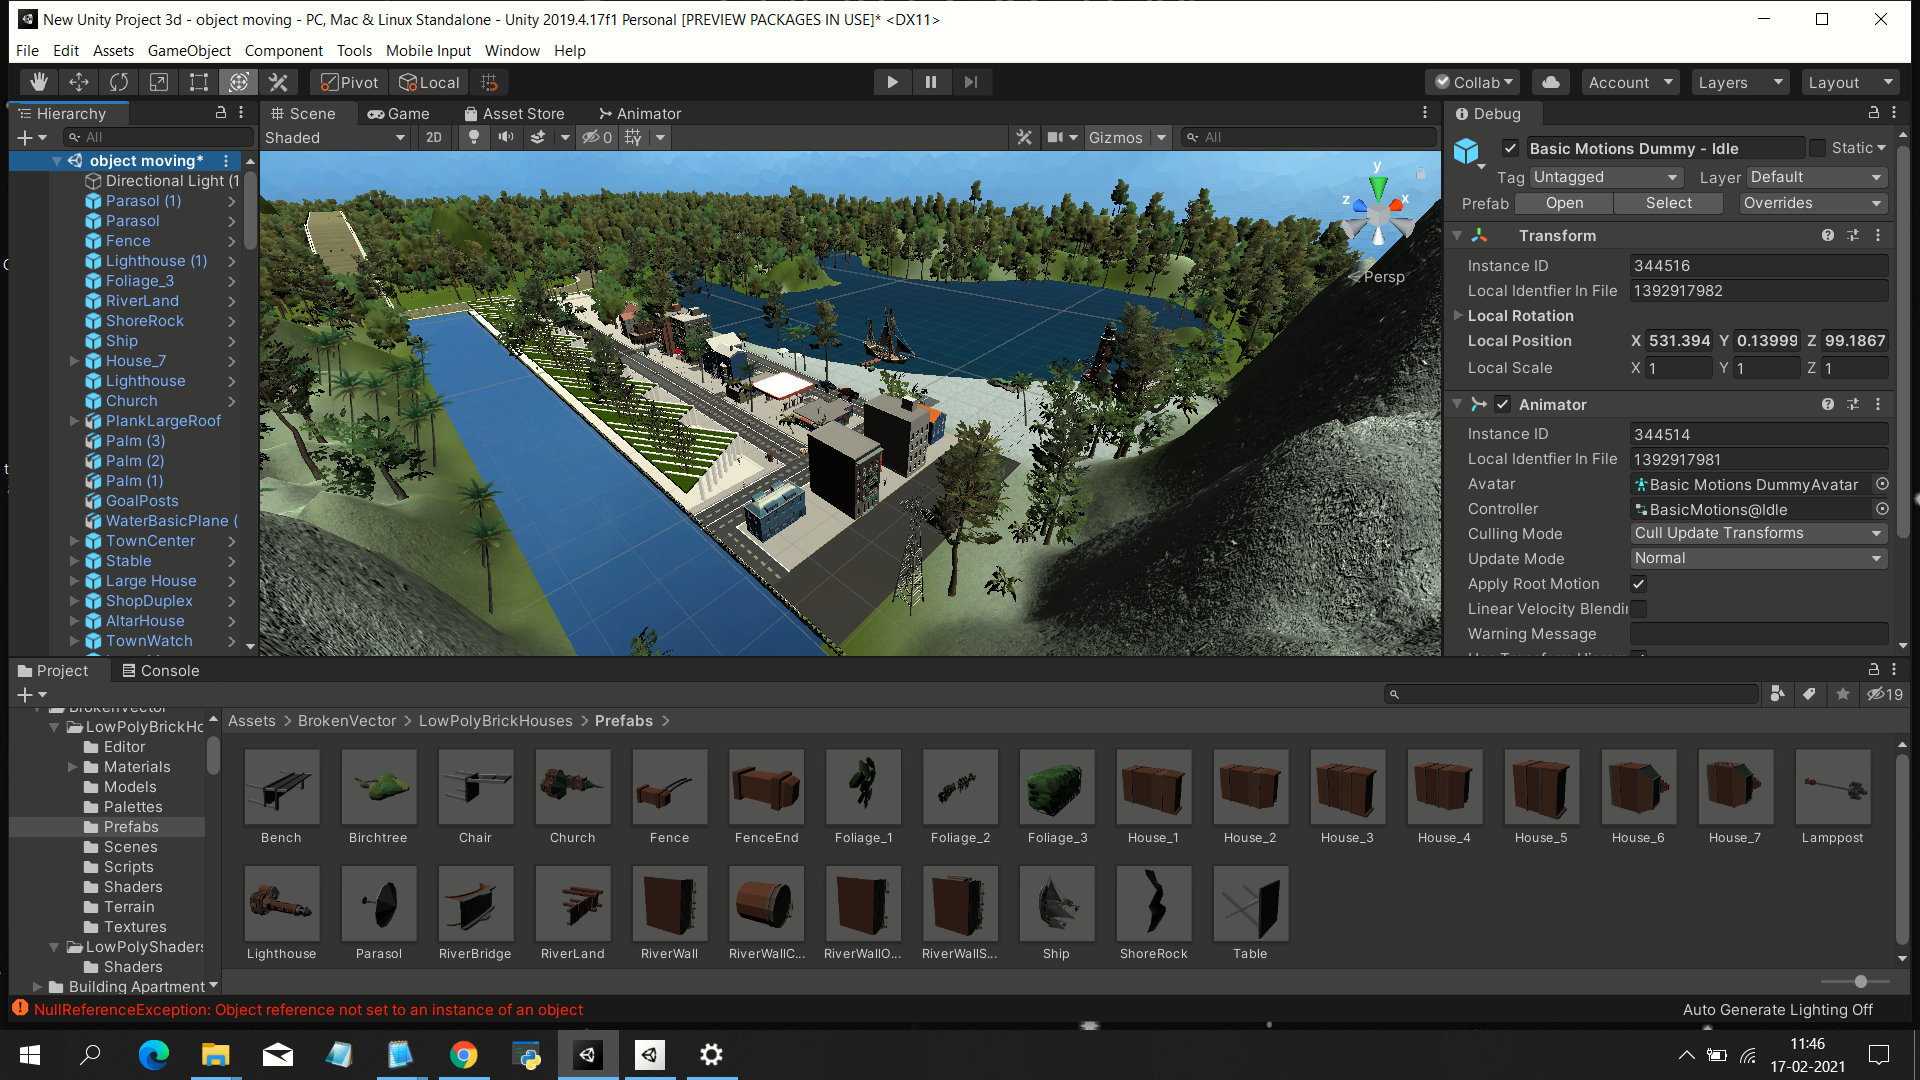 New Unity Project 3d - object moving - PC, Mac & Linux Standalone - Unity 2019.4.17f1 Personal [PREVIEW PACKAGES IN USE]* <DX11>
File Edit Assets GameObject Component Tools Mobile Input Window Help
Pivot Local Collab Account Layers Layout
Hierarchy
All
object moving*
Directional Light (1
Parasol (1)
Parasol
Fence
Lighthouse (1)
Foliage_3
RiverLand
ShoreRock
Ship
House_7
Lighthouse
Church
PlankLargeRoof
Palm (3)
Palm (2)
Palm (1)
GoalPosts
WaterBasicPlane (
TownCenter
Stable
Large House
ShopDuplex
AltarHouse
TownWatch
Scene Game Asset Store Animator
Shaded 2D 0 Gizmos All
y
z x
Persp
Debug
Basic Motions Dummy - Idle Static
Tag Untagged Layer Default
Prefab Open Select Overrides
Transform
Instance ID 344516
Local Identfier In File 1392917982
Local Rotation
Local Position X 531.394 Y 0.13999 Z 99.1867
Local Scale X 1 Y 1 Z 1
Animator
Instance ID 344514
Local Identfier In File 1392917981
Avatar Basic Motions DummyAvatar
Controller BasicMotions@Idle
Culling Mode Cull Update Transforms
Update Mode Normal
Apply Root Motion
Linear Velocity Blendi
Warning Message
Project Console
19
BrokenVector
LowPolyBrickHo
Editor
Materials
Models
Palettes
Prefabs
Scenes
Scripts
Shaders
Terrain
Textures
LowPolyShaders
Shaders
Building Apartment
Assets > BrokenVector > LowPolyBrickHouses > Prefabs >
Bench Birchtree Chair Church Fence FenceEnd Foliage_1 Foliage_2 Foliage_3 House_1 House_2 House_3 House_4 House_5 House_6 House_7 Lamppost
Lighthouse Parasol RiverBridge RiverLand RiverWall RiverWallC... RiverWallO... RiverWallS... Ship ShoreRock Table
NullReferenceException: Object reference not set to an instance of an object
Auto Generate Lighting Off
11:46
17-02-2021